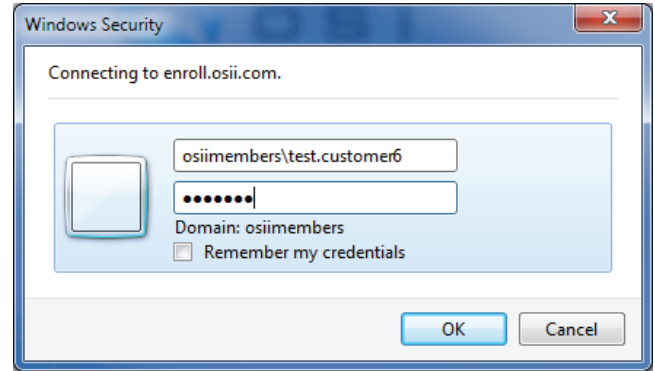 Windows Security
Connecting to enroll.osii.com.
osiimembers\test.customer6
●●●●●●●
Domain: osiimembers
Remember my credentials
OK Cancel